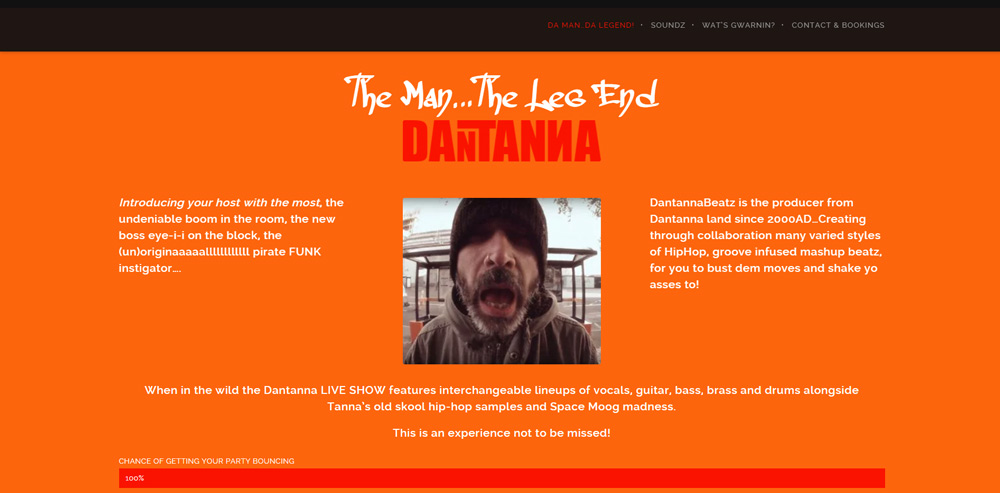 DA MAN...DA LEGEND! • SOUNDZ • WAT'S GWARNIN? • CONTACT & BOOKINGS
The Man...The Leg End
DANTANNA
Introducing your host with the most, the
undeniable boom in the room, the new
boss eye-i-i on the block, the
(un)originaaaaallllllllllll pirate FUNK
instigator....
DantannaBeatz is the producer from
Dantanna land since 2000AD...Creating
through collaboration many varied styles
of HipHop, groove infused mashup beatz,
for you to bust dem moves and shake yo
asses to!
When in the wild the Dantanna LIVE SHOW features interchangeable lineups of vocals, guitar, bass, brass and drums alongside
Tanna's old skool hip-hop samples and Space Moog madness.
This is an experience not to be missed!
CHANCE OF GETTING YOUR PARTY BOUNCING
100%